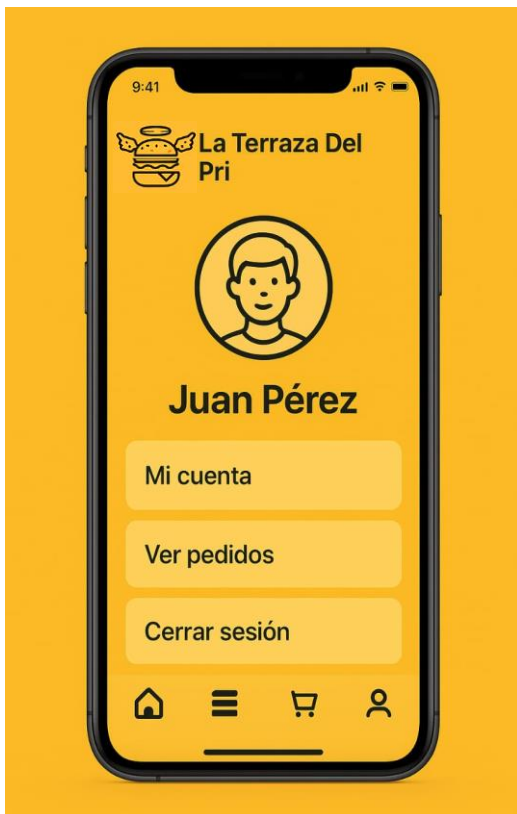 9:41
La Terraza Del
Pri
Juan Pérez
Mi cuenta
Ver pedidos
Cerrar sesión